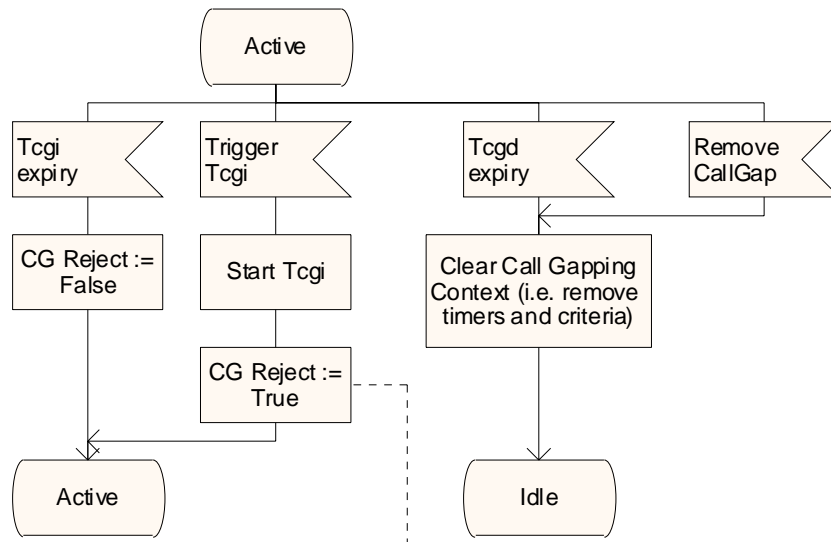 Active
Tcgi
expiry
Trigger
Tcgi
Tcgd
expiry
Remove
CallGap
CG Reject :=
False
Start Tcgi
Clear Call Gapping
Context (i.e. remove
timers and criteria)
CG Reject :=
True
Active
Idle